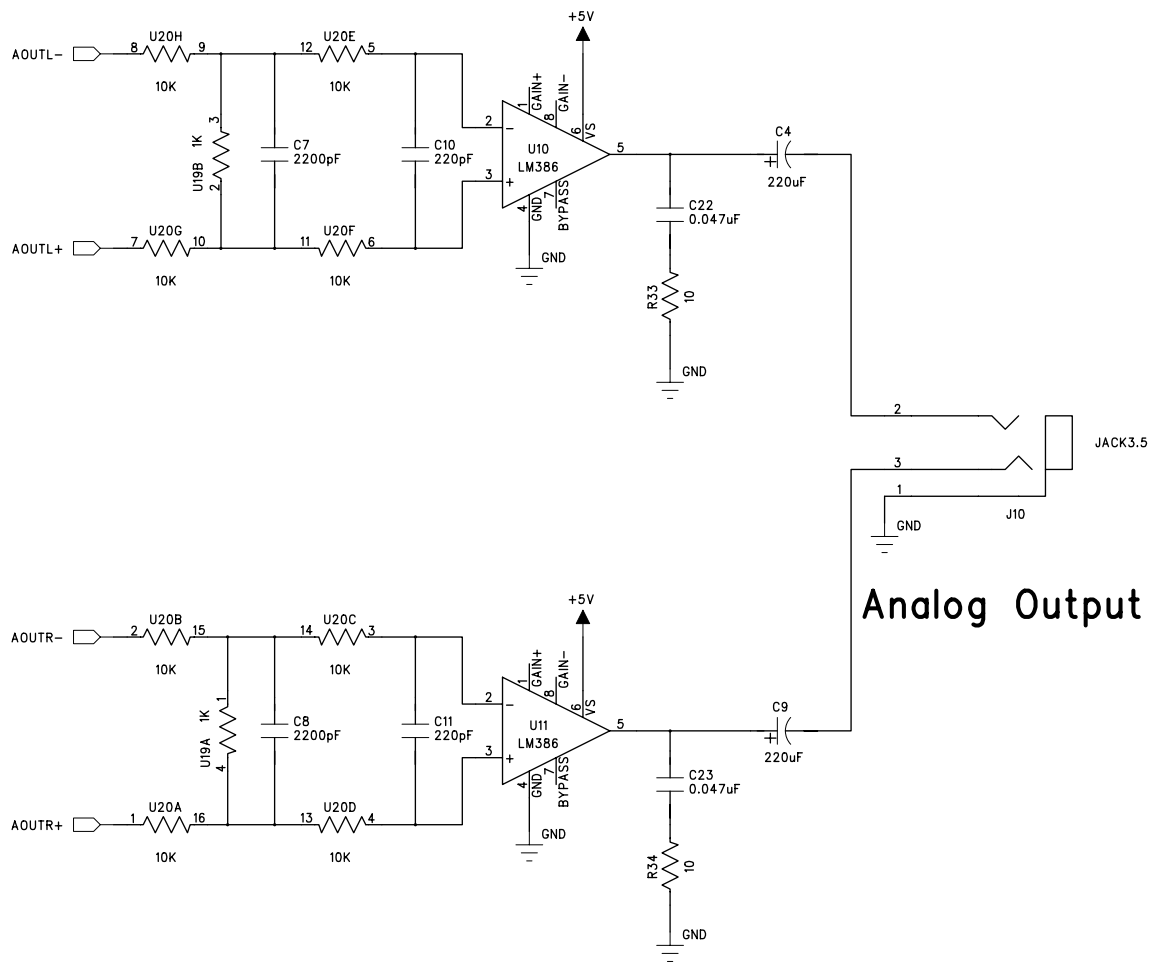 +5V
AOUTL-
8
U20H
9
10K
12
U20E
5
10K
3
U19B 1K
2
C7
2200pF
C10
220pF
2
-
3
+
U10
LM386
1
GAIN+
8
GAIN-
6
VS
5
4
GND
7
BYPASS
GND
C4
+
220uF
C22
0.047uF
R33
10
GND
AOUTL+
7
U20G
10
10K
11
U20F
6
10K
2
3
1
GND
JACK3.5
J10
Analog Output
+5V
AOUTR-
2
U20B
15
10K
14
U20C
3
10K
1
U19A 1K
4
C8
2200pF
C11
220pF
2
-
3
+
U11
LM386
1
GAIN+
8
GAIN-
6
VS
5
4
GND
7
BYPASS
GND
C9
+
220uF
C23
0.047uF
R34
10
GND
AOUTR+
1
U20A
16
10K
13
U20D
4
10K